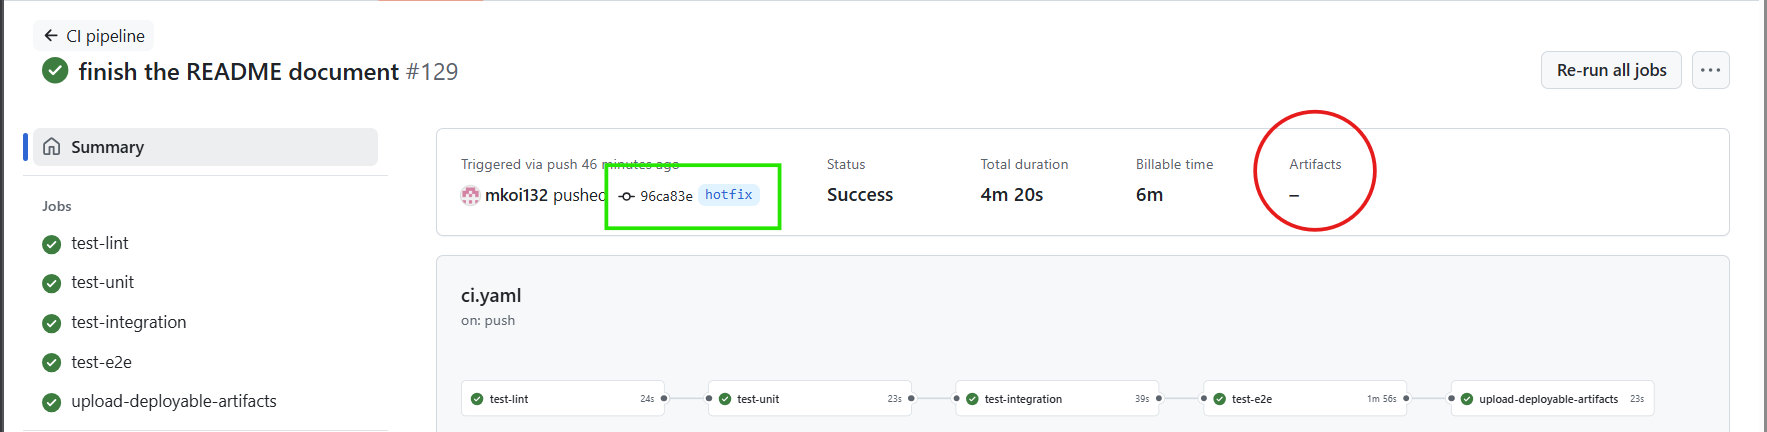 CI pipeline
finish the README document #129
Re-run all jobs
Summary
Jobs
test-lint
test-unit
test-integration
test-e2e
upload-deployable-artifacts
Triggered via push 46 minutes ago
mkoi132 pushed 96ca83e hotfix
Status
Success
Total duration
4m 20s
Billable time
6m
Artifacts
–
ci.yaml
on: push
test-lint 24s
test-unit 23s
test-integration 39s
test-e2e 1m 56s
upload-deployable-artifacts 23s